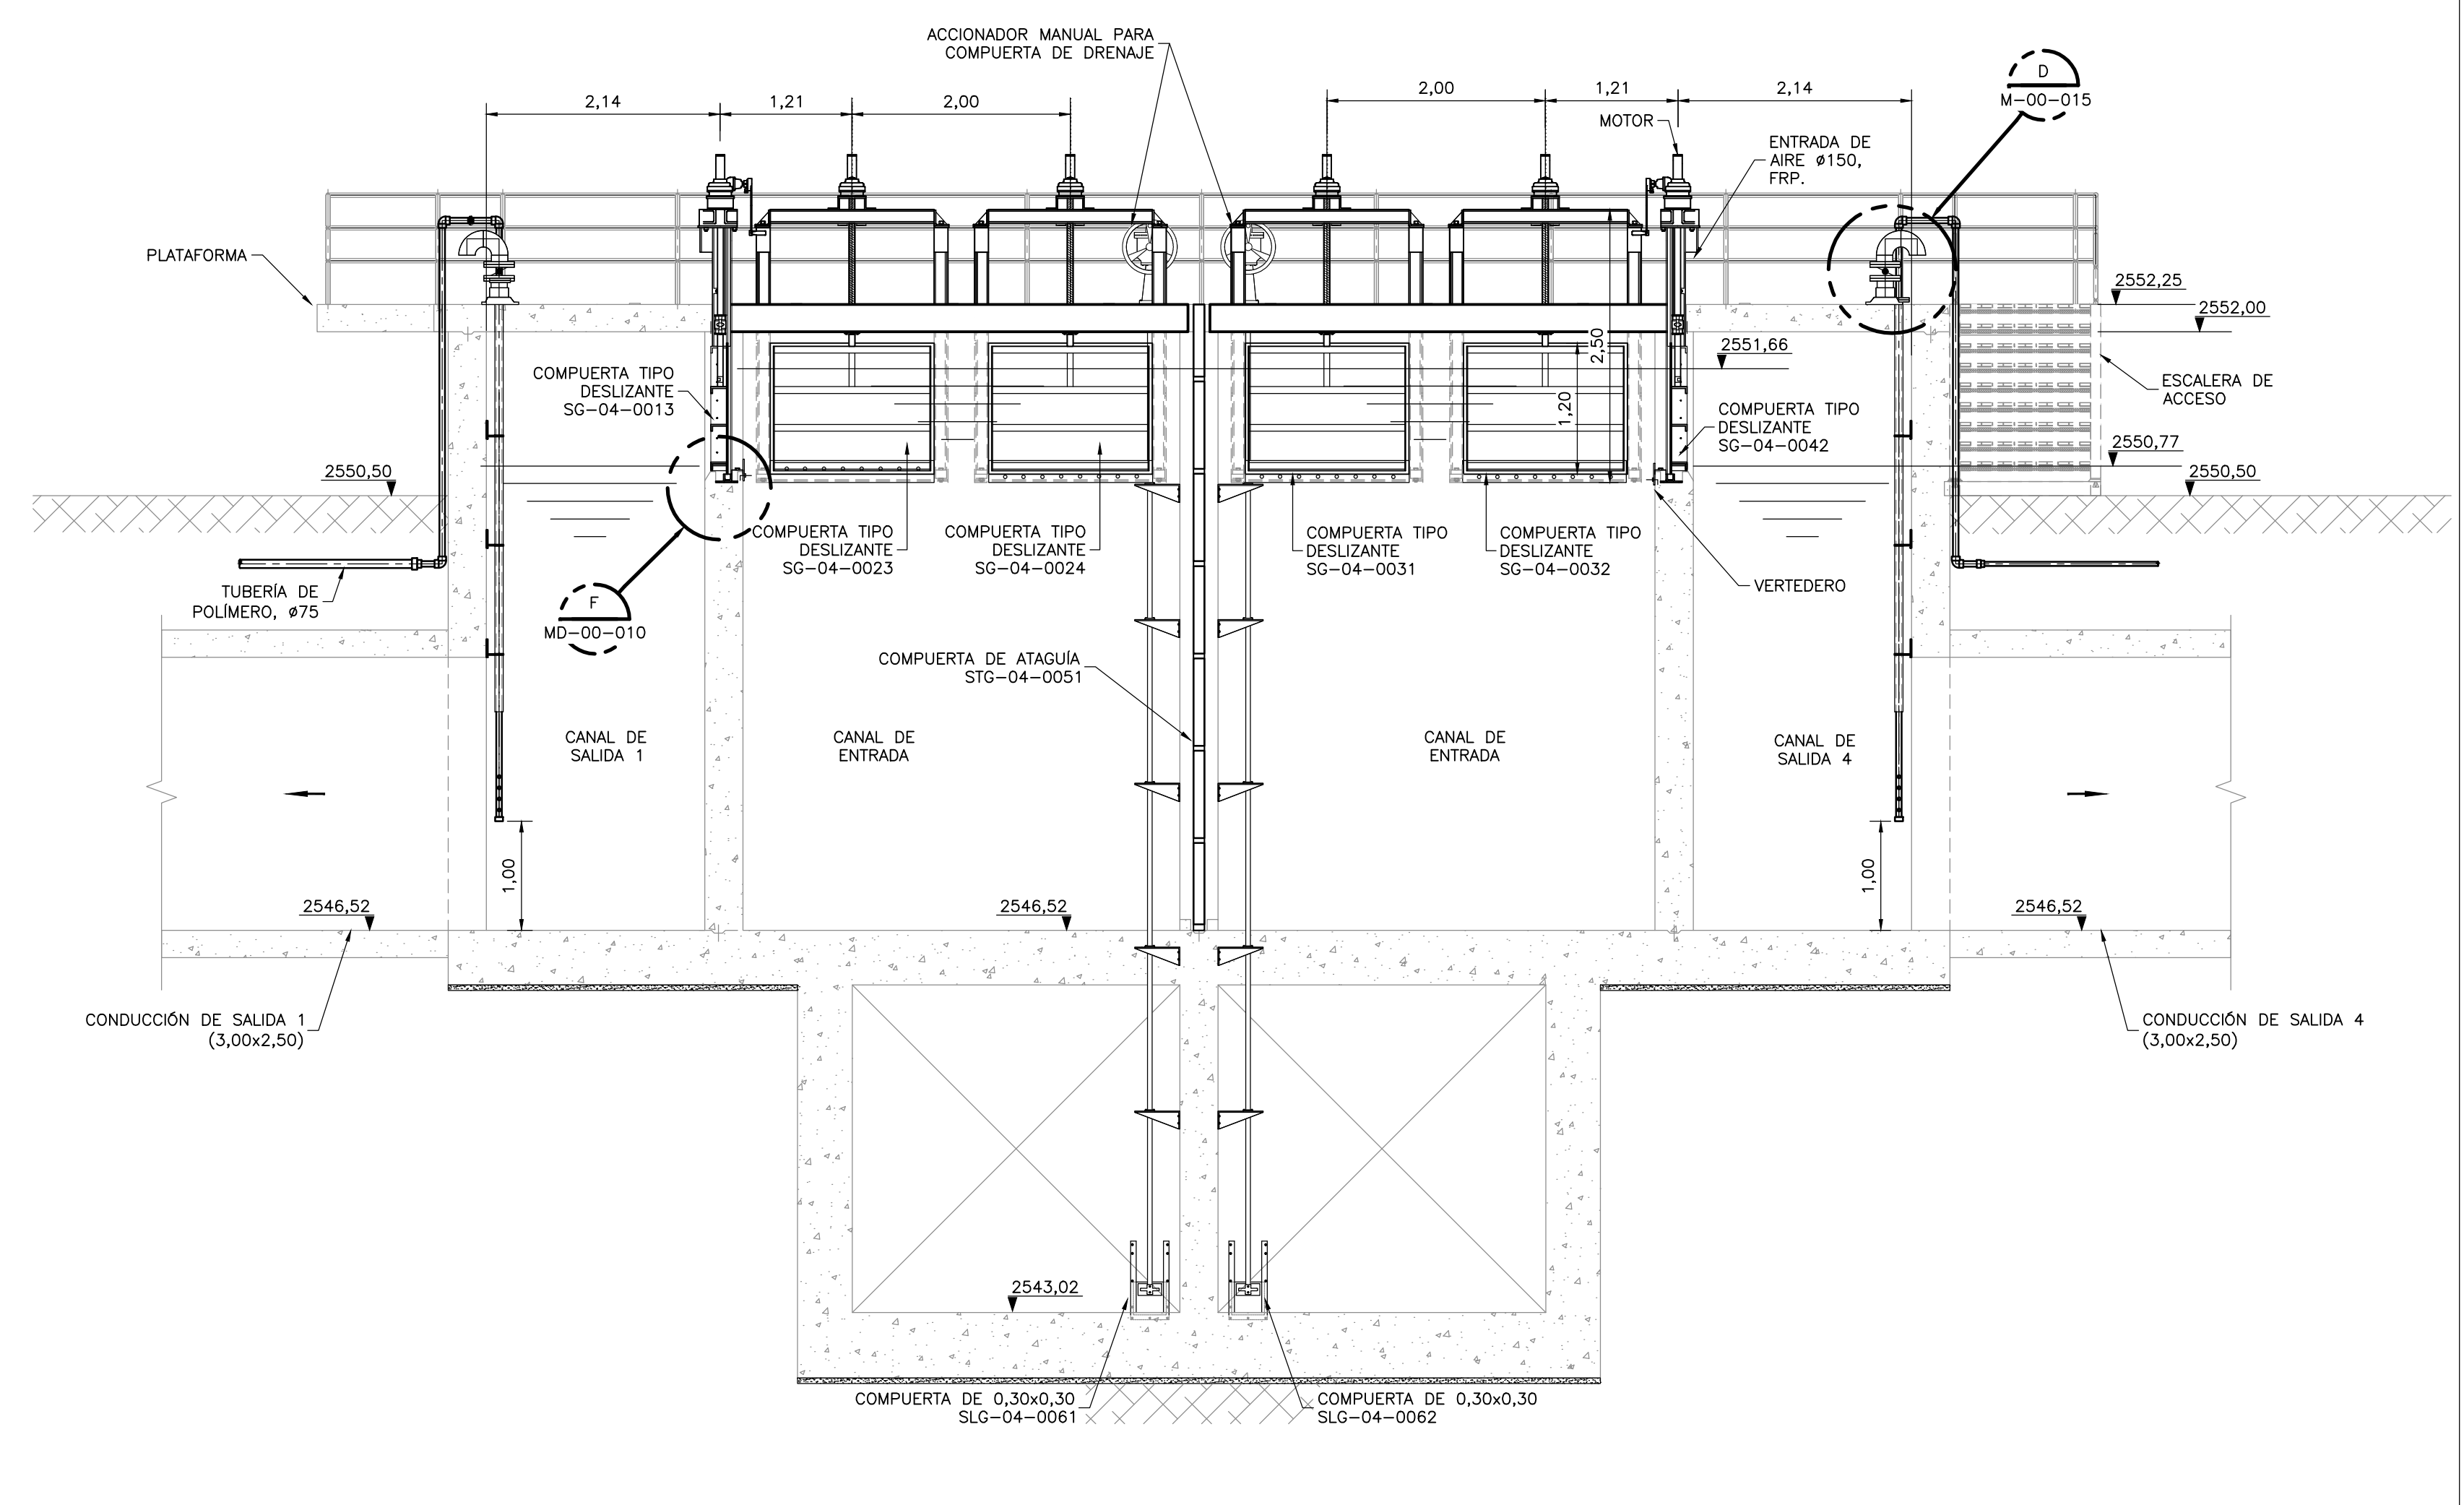 ACCIONADOR MANUAL PARA
COMPUERTA DE DRENAJE
D
M-00-015
2,14
1,21
2,00
2,00
1,21
2,14
MOTOR
ENTRADA DE
AIRE ø150,
FRP.
PLATAFORMA
2552,25
2552,00
2,50
2551,66
COMPUERTA TIPO
DESLIZANTE
SG-04-0013
1,20
ESCALERA DE
ACCESO
COMPUERTA TIPO
DESLIZANTE
SG-04-0042
2550,77
2550,50
2550,50
COMPUERTA TIPO
DESLIZANTE
SG-04-0023
COMPUERTA TIPO
DESLIZANTE
SG-04-0024
COMPUERTA TIPO
DESLIZANTE
SG-04-0031
COMPUERTA TIPO
DESLIZANTE
SG-04-0032
VERTEDERO
TUBERÍA DE
POLÍMERO, ø75
F
MD-00-010
COMPUERTA DE ATAGUÍA
STG-04-0051
CANAL DE
SALIDA 1
CANAL DE
ENTRADA
CANAL DE
ENTRADA
CANAL DE
SALIDA 4
1,00
1,00
2546,52
2546,52
2546,52
CONDUCCIÓN DE SALIDA 1
(3,00x2,50)
CONDUCCIÓN DE SALIDA 4
(3,00x2,50)
2543,02
COMPUERTA DE 0,30x0,30
SLG-04-0061
COMPUERTA DE 0,30x0,30
SLG-04-0062